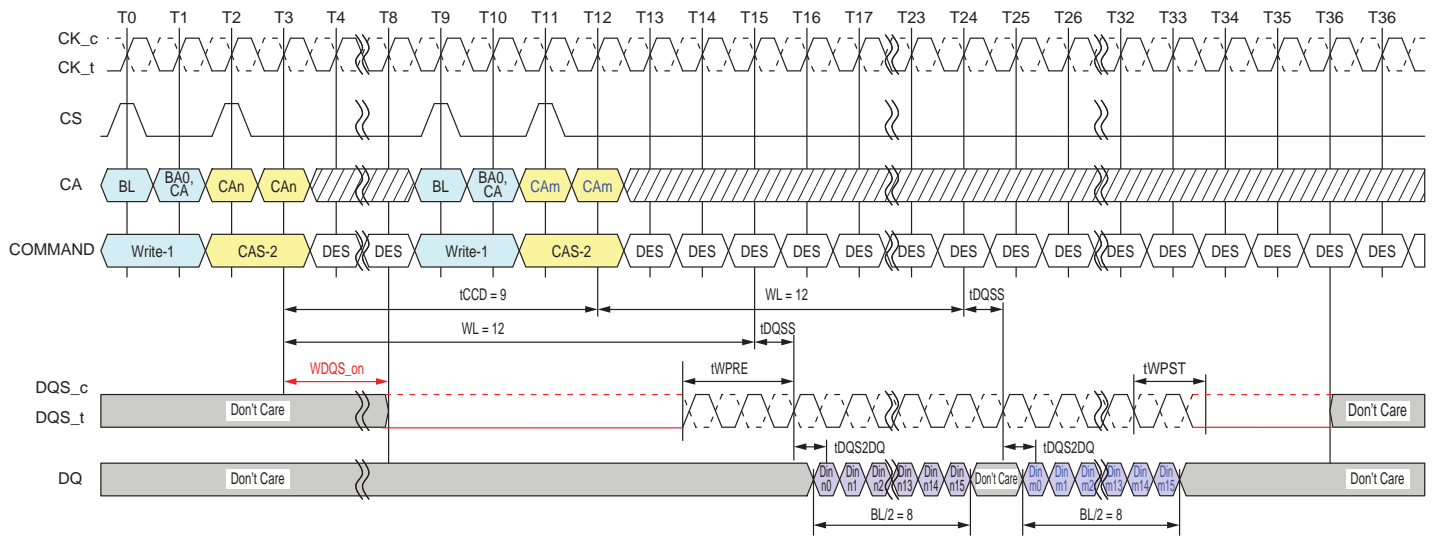 T0 T1 T2 T3 T4 T8 T9 T10 T11 T12 T13 T14 T15 T16 T17 T23 T24 T25 T26 T32 T33 T34 T35 T36 T36
CK_c
CK_t
CS
CA BL BA0, CA CAn CAn BL BA0, CA CAm CAm
COMMAND Write-1 CAS-2 DES DES Write-1 CAS-2 DES DES DES DES DES DES DES DES DES DES DES DES DES DES DES
tCCD = 9 WL = 12 tDQSS
WL = 12 tDQSS
WDQS_on tWPRE tWPST
DQS_c
DQS_t Don't Care Don't Care
tDQS2DQ tDQS2DQ
DQ Don't Care Din n0 Din n1 Din n2 Din n13 Din n14 Din n15 Don't Care Din m0 Din m1 Din m2 Din m13 Din m14 Din m15 Don't Care
BL/2 = 8 BL/2 = 8